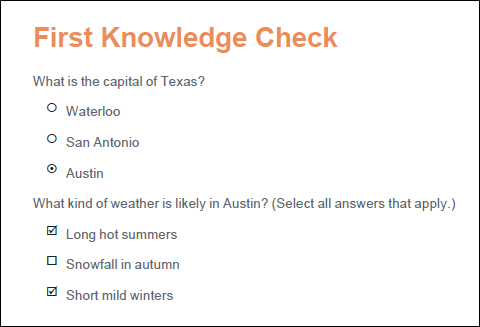 First Knowledge Check
What is the capital of Texas?
Waterloo
San Antonio
Austin
What kind of weather is likely in Austin? (Select all answers that apply.)
Long hot summers
Snowfall in autumn
Short mild winters